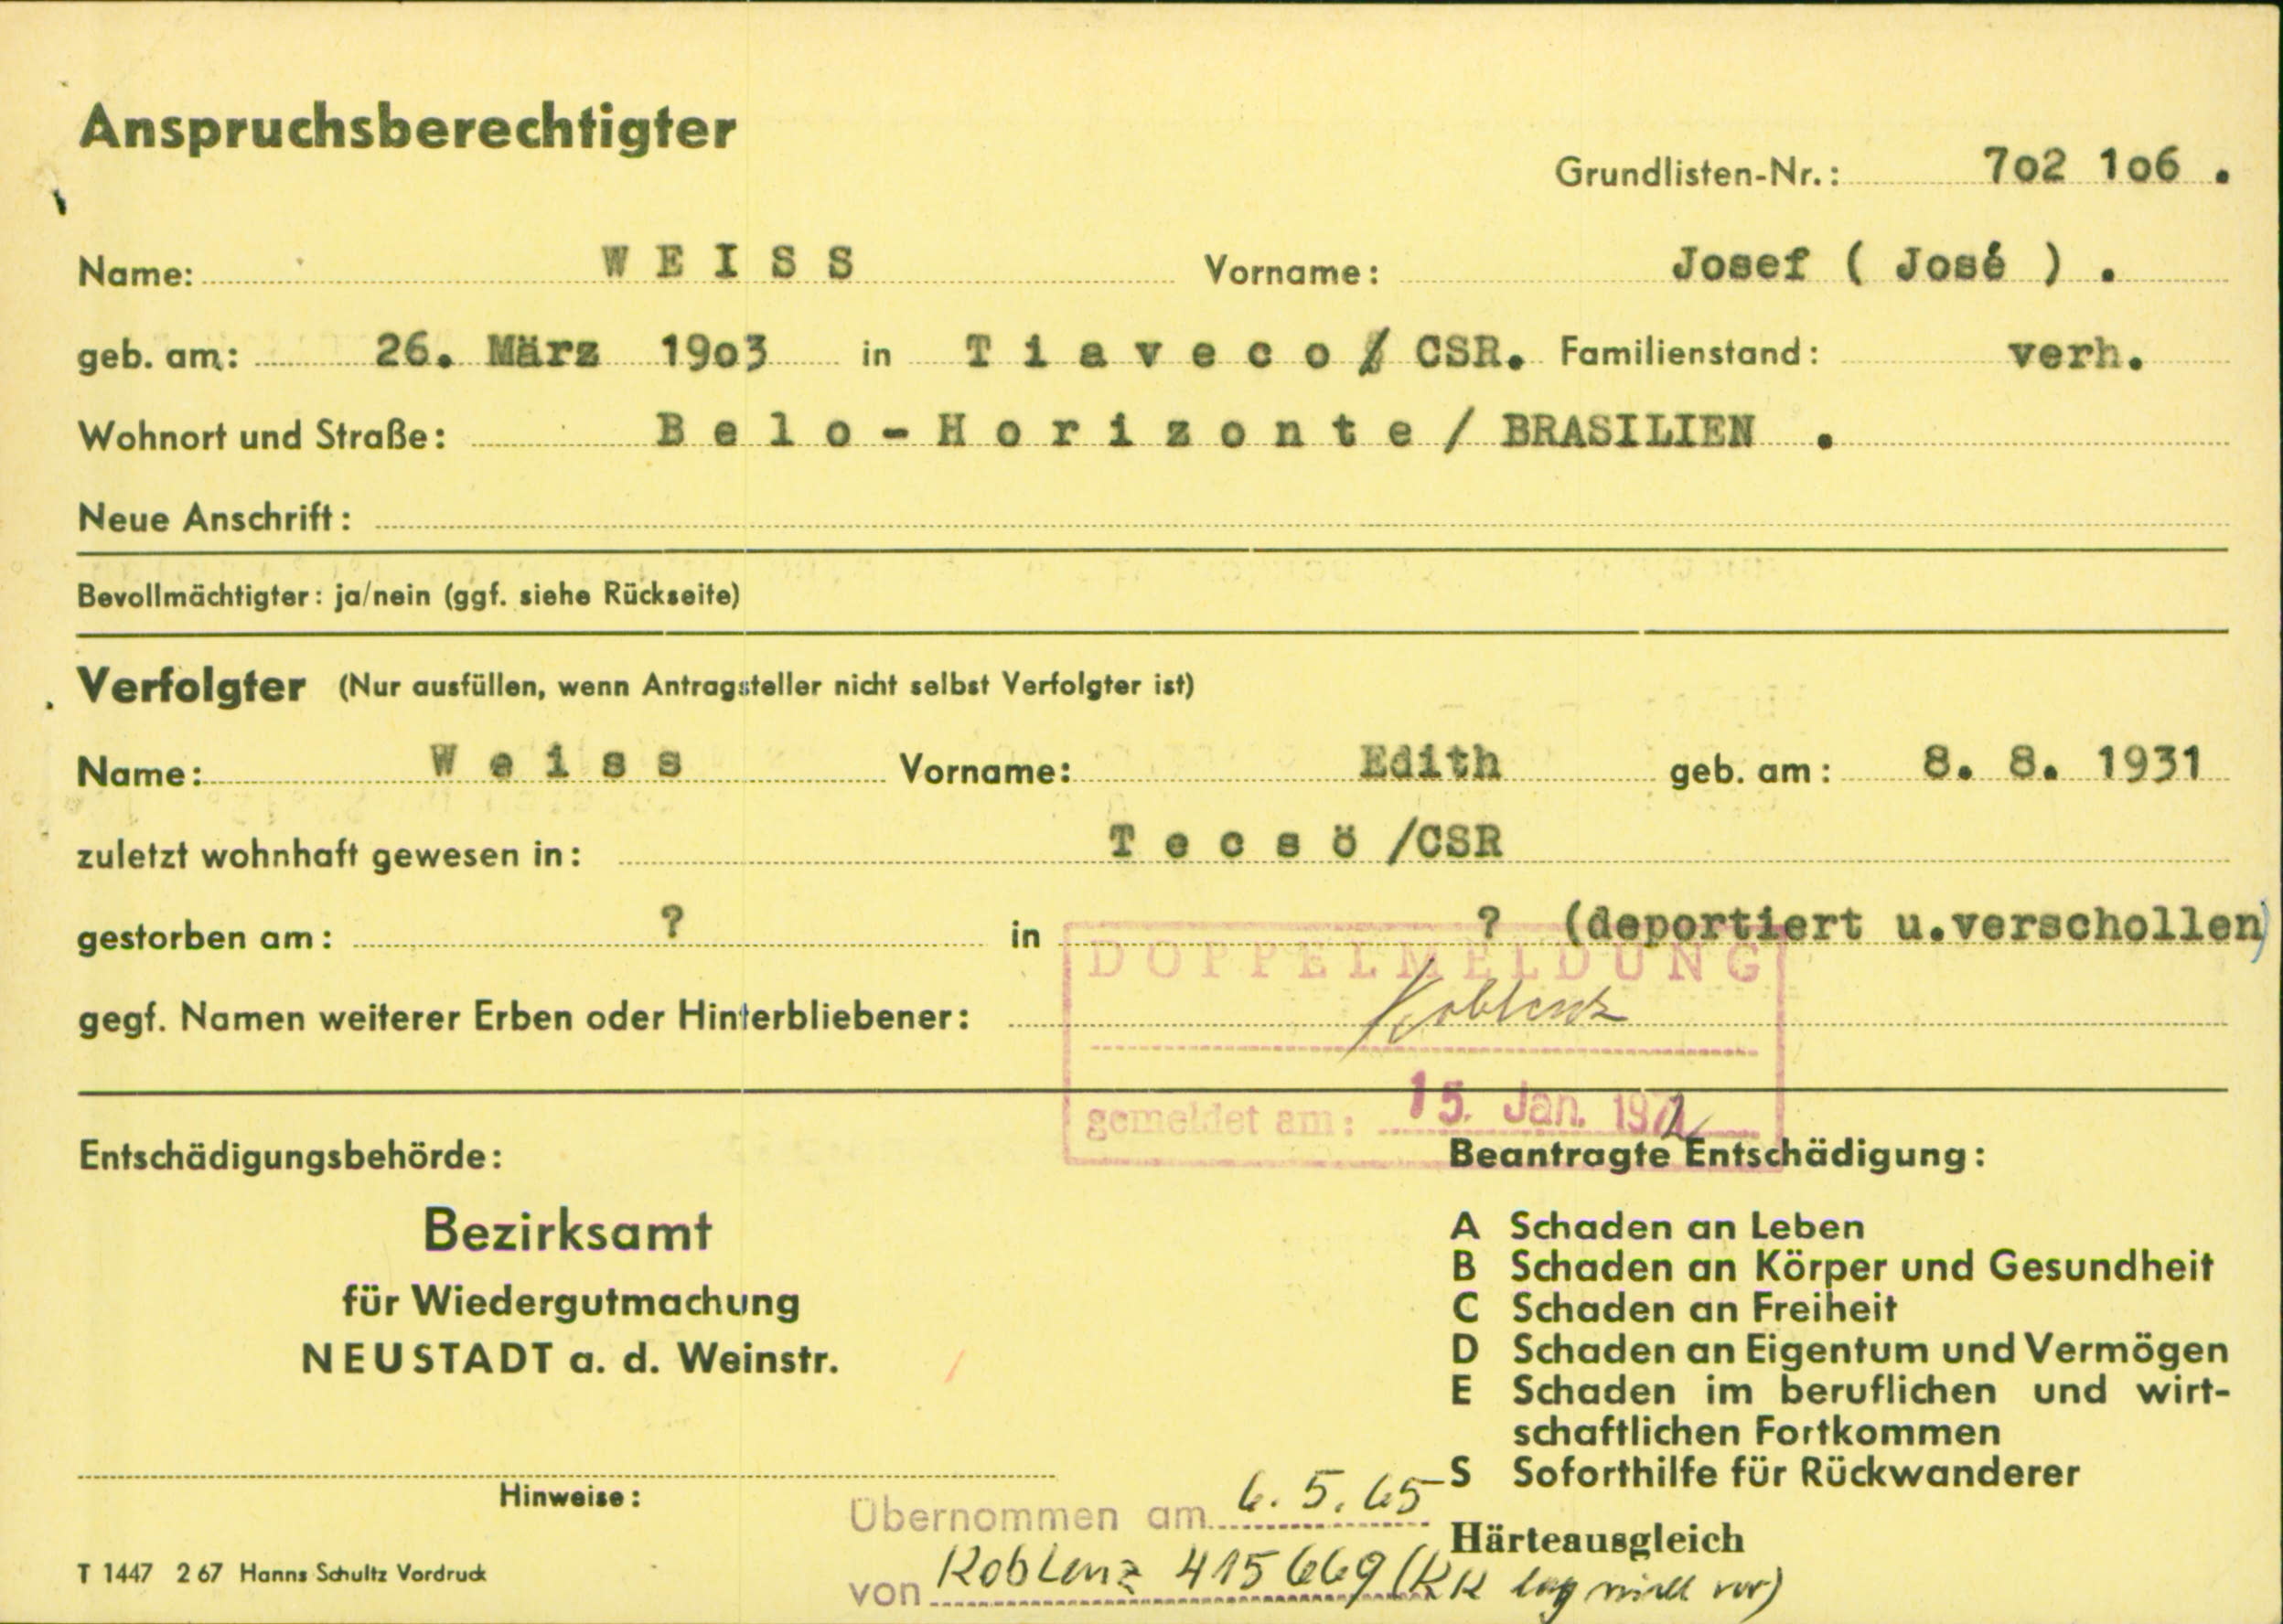 Anspruchsberechtigter
Grundlisten-Nr.: 7o2 1o6 .
Name: W E I S S Vorname: Josef ( José ) .
geb. am: 26. März 19o3 in T i a v e c o / CSR. Familienstand: verh.
Wohnort und Straße: B e l o - H o r i z o n t e / BRASILIEN .
Neue Anschrift:
Bevollmächtigter: ja/nein (ggf. siehe Rückseite)
Verfolgter (Nur ausfüllen, wenn Antragsteller nicht selbst Verfolgter ist)
Name: W e i s s Vorname: Edith geb. am: 8. 8. 1931
zuletzt wohnhaft gewesen in: T e c s ö /CSR
gestorben am: ? in ? (deportiert u.verschollen)
DOPPELMELDUNG
gegf. Namen weiterer Erben oder Hinterbliebener: Koblenz
gemeldet am: 15. Jan. 1972
Entschädigungsbehörde:
Bezirksamt
für Wiedergutmachung
NEUSTADT a. d. Weinstr.
Beantragte Entschädigung:
A Schaden an Leben
B Schaden an Körper und Gesundheit
C Schaden an Freiheit
D Schaden an Eigentum und Vermögen
E Schaden im beruflichen und wirt-
schaftlichen Fortkommen
S Soforthilfe für Rückwanderer
Härteausgleich
Hinweise:
Übernommen am 6. 5. 65
von Koblenz 415669 (KK lag nicht vor)
T 1447 2 67 Hanns Schultz Vordruck